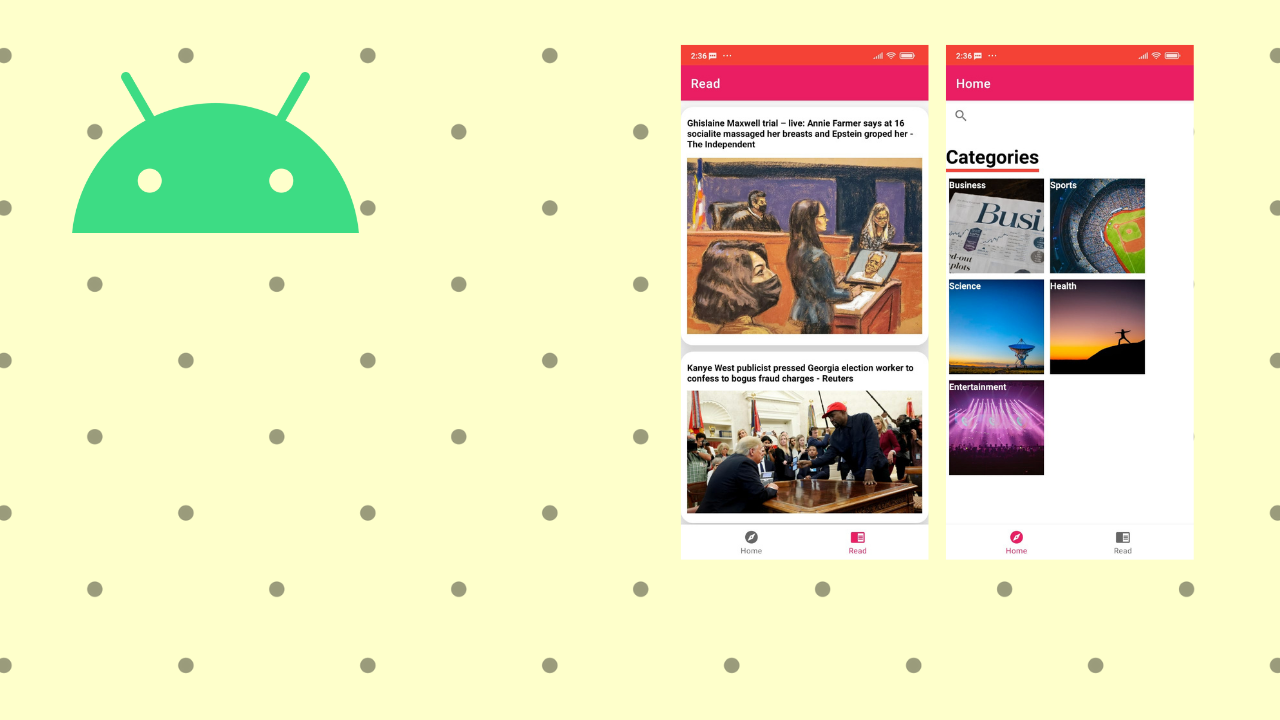 2:36
Read
Ghislaine Maxwell trial – live: Annie Farmer says at 16
socialite massaged her breasts and Epstein groped her -
The Independent
Kanye West publicist pressed Georgia election worker to
confess to bogus fraud charges - Reuters
Home
Read
2:36
Home
Categories
Business
Sports
Busi
Science
Health
Entertainment
Home
Read